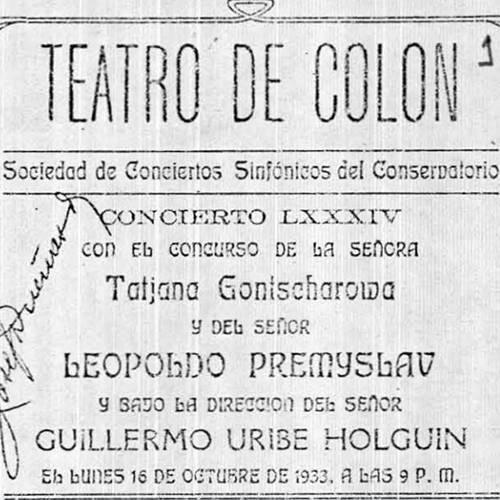 TEATRO DE COLON
1
Sociedad de Conciertos Sinfónicos del Conservatorio
CONCIERTO LXXXIV
CON EL CONCURSO DE LA SEÑORA
Tatjana Gontscharowa
Y DEL SEÑOR
LEOPOLDO PREMYSLAV
Y BAJO LA DIRECCION DEL SEÑOR
GUILLERMO URIBE HOLGUIN
EL LUNES 16 DE OCTUBRE DE 1933, A LAS 9 P. M.